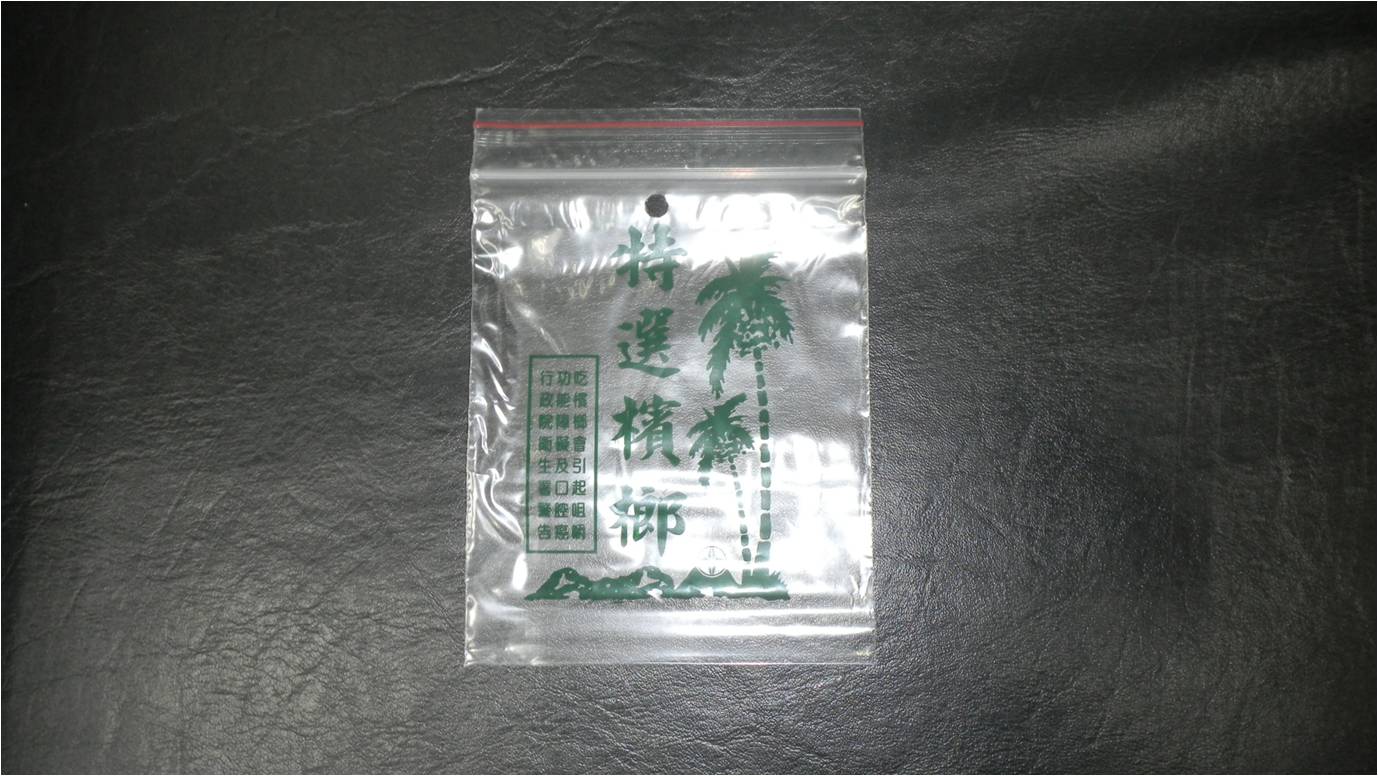 特選檳榔
吃檳榔會引起咀嚼
功能障礙及口腔癌
行政院衛生署警告